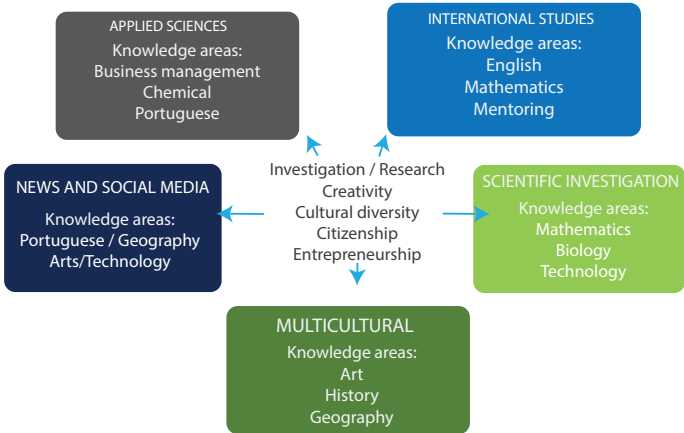 APPLIED SCIENCES
Knowledge areas:
Business management
Chemical
Portuguese
INTERNATIONAL STUDIES
Knowledge areas:
English
Mathematics
Mentoring
NEWS AND SOCIAL MEDIA
Knowledge areas:
Portuguese / Geography
Arts/Technology
Investigation / Research
Creativity
Cultural diversity
Citizenship
Entrepreneurship
SCIENTIFIC INVESTIGATION
Knowledge areas:
Mathematics
Biology
Technology
MULTICULTURAL
Knowledge areas:
Art
History
Geography